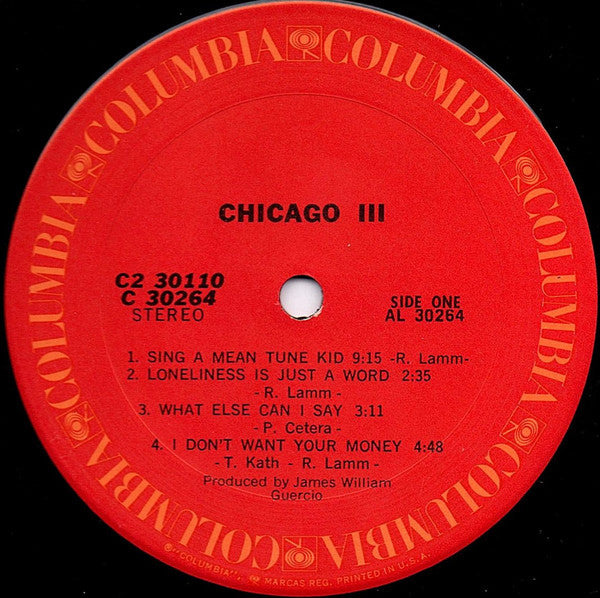 COLUMBIA COLUMBIA COLUMBIA COLUMBIA COLUMBIA COLUMBIA COLUMBIA COLUMBIA
CHICAGO III
C2 30110
C 30264
STEREO
SIDE ONE
AL 30264
1. SING A MEAN TUNE KID 9:15 -R. Lamm-
2. LONELINESS IS JUST A WORD 2:35
- R. Lamm -
3. WHAT ELSE CAN I SAY 3:11
- P. Cetera -
4. I DON'T WANT YOUR MONEY 4:48
- T. Kath - R. Lamm -
Produced by James William
Guercio
"COLUMBIA", MARCAS REG. PRINTED IN U.S.A.